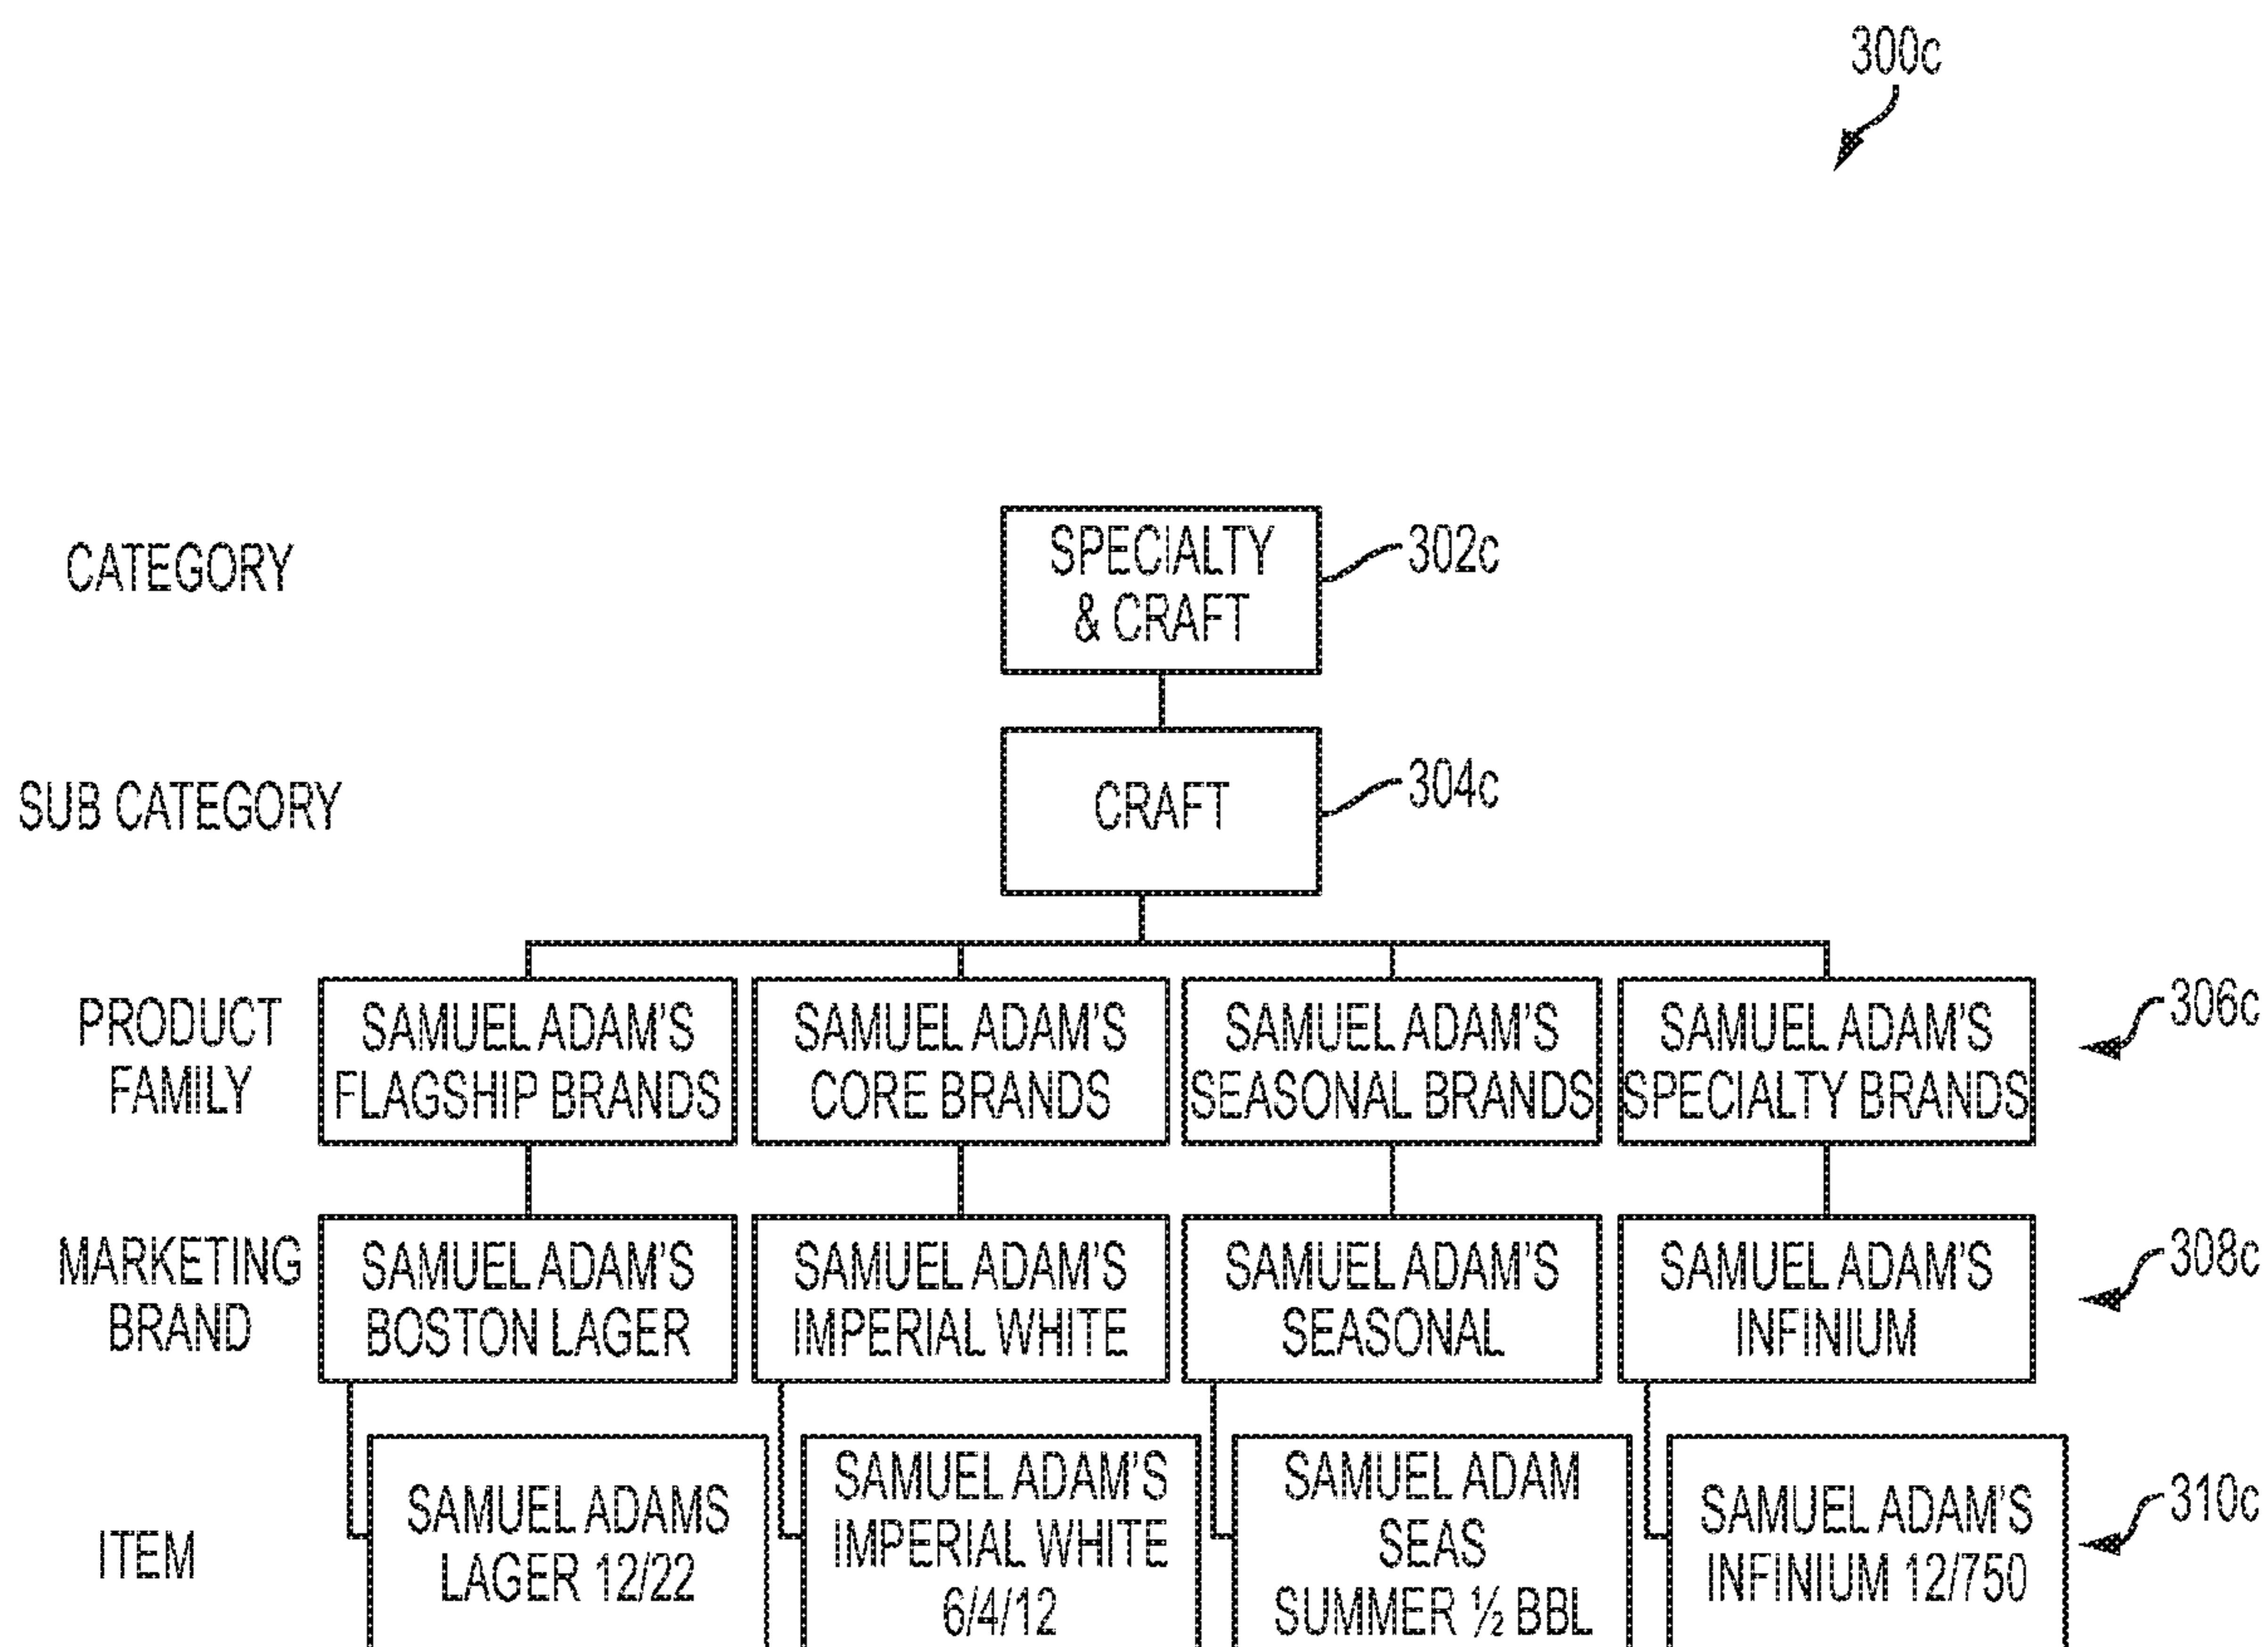 300c
CATEGORY
SPECIALTY
& CRAFT
302c
SUB CATEGORY
CRAFT
304c
PRODUCT
FAMILY
SAMUEL ADAM'S
FLAGSHIP BRANDS
SAMUEL ADAM'S
CORE BRANDS
SAMUEL ADAM'S
SEASONAL BRANDS
SAMUEL ADAM'S
SPECIALTY BRANDS
306c
MARKETING
BRAND
SAMUEL ADAM'S
BOSTON LAGER
SAMUEL ADAM'S
IMPERIAL WHITE
SAMUEL ADAM'S
SEASONAL
SAMUEL ADAM'S
INFINIUM
308c
ITEM
SAMUEL ADAMS
LAGER 12/22
SAMUEL ADAM'S
IMPERIAL WHITE
6/4/12
SAMUEL ADAM
SEAS
SUMMER ½ BBL
SAMUEL ADAM'S
INFINIUM 12/750
310c